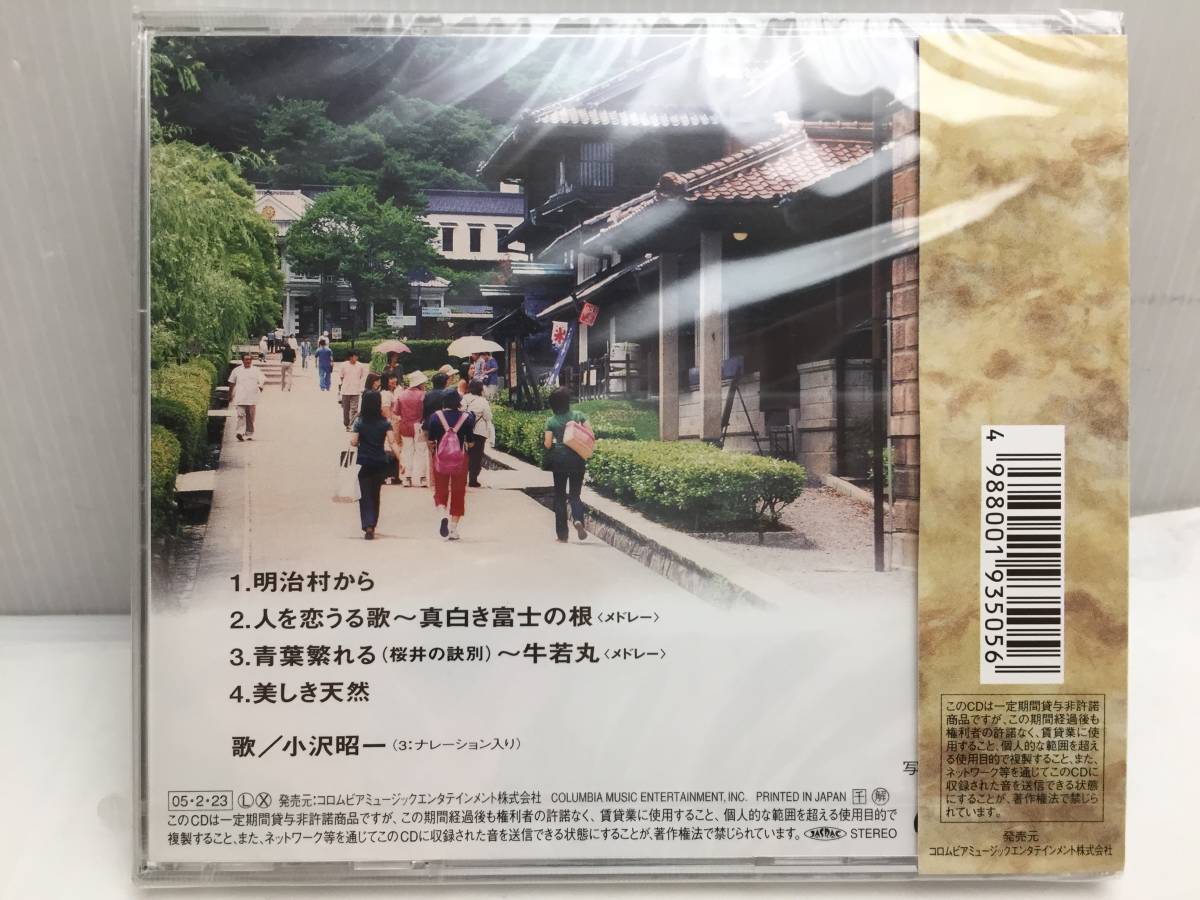 氷
1.明治村から
2.人を恋うる歌〜真白き富士の根〈メドレー〉
3.青葉繁れる(桜井の訣別)〜牛若丸〈メドレー〉
4.美しき天然
歌／小沢昭一(3:ナレーション入り)
写
05・2・23 Ⓛ Ⓧ 発売元:コロムビアミュージックエンタテインメント株式会社 COLUMBIA MUSIC ENTERTAINMENT, INC. PRINTED IN JAPAN 千 解
このCDは一定期間貸与非許諾商品ですが、この期間経過後も権利者の許諾なく、賃貸業に使用すること、個人的な範囲を超える使用目的で
複製すること、また、ネットワーク等を通じてこのCDに収録された音を送信できる状態にすることが、著作権法で禁じられています。 JASRAC STEREO
4 988001 935056
このCDは一定期間貸与非許諾
商品ですが、この期間経過後も
権利者の許諾なく、賃貸業に使
用すること、個人的な範囲を超え
る使用目的で複製すること、また、
ネットワーク等を通じてこのCDに
収録された音を送信できる状態
にすることが、著作権法で禁じら
れています。
発売元
コロムビアミュージックエンタテインメント株式会社